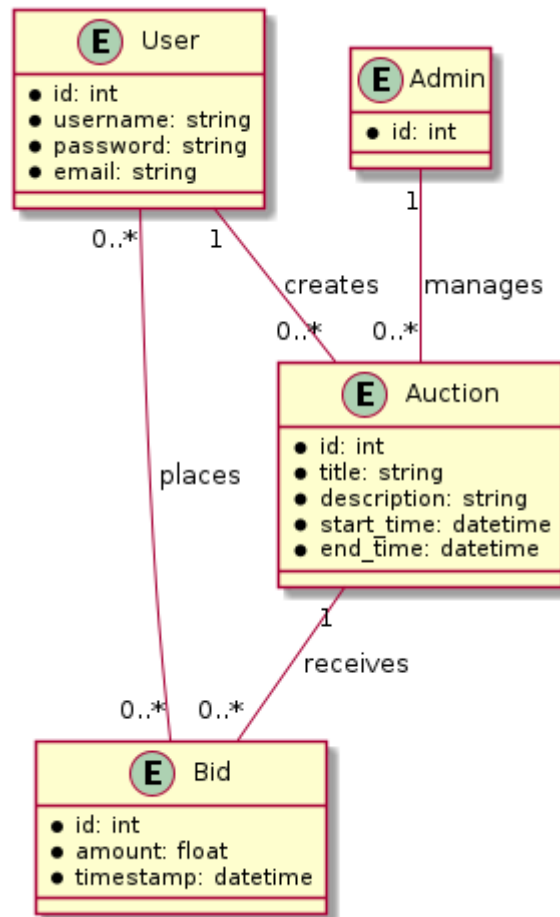 E User
id: int
username: string
password: string
email: string
E Admin
id: int
0..* 1
1
creates
manages
0..* 0..*
E Auction
id: int
title: string
description: string
start_time: datetime
end_time: datetime
places
1
receives
0..* 0..*
E Bid
id: int
amount: float
timestamp: datetime